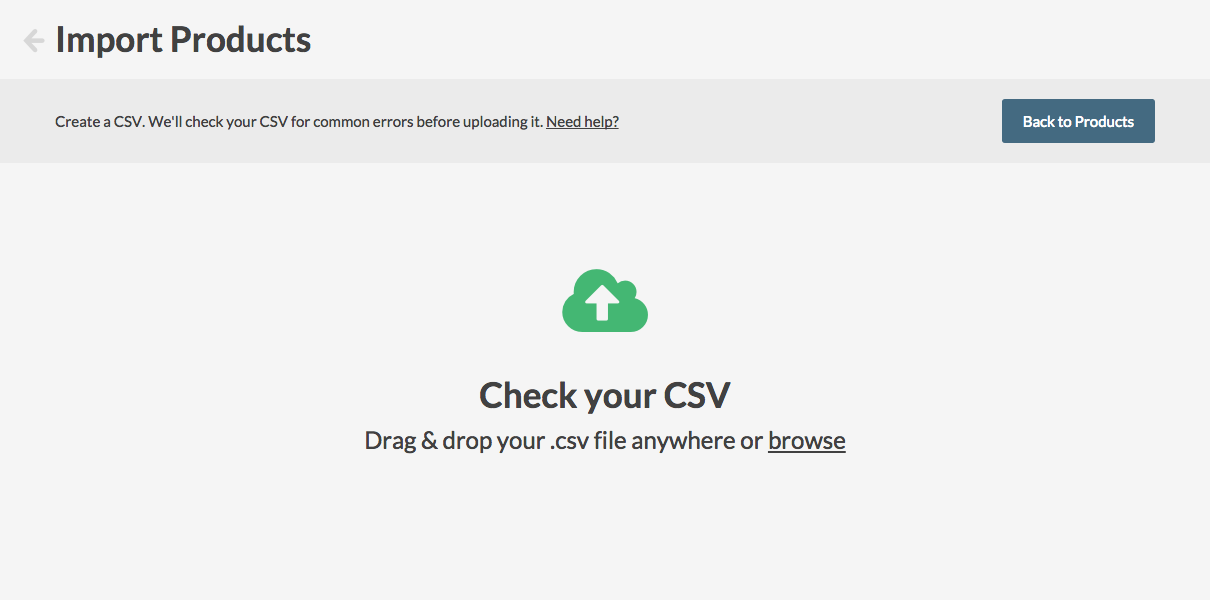 Import Products
Create a CSV. We'll check your CSV for common errors before uploading it. Need help?
Back to Products
Check your CSV
Drag & drop your .csv file anywhere or browse